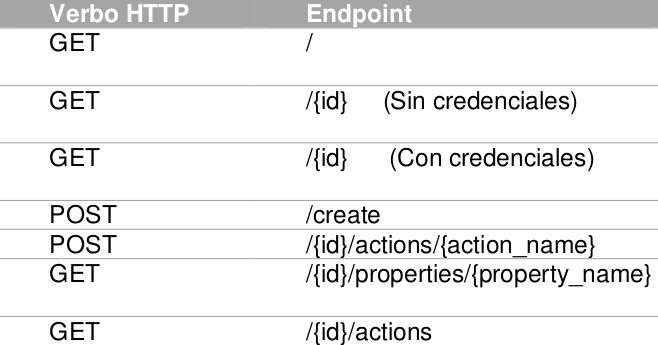 Verbo HTTP Endpoint
GET /
GET /{id} (Sin credenciales)
GET /{id} (Con credenciales)
POST /create
POST /{id}/actions/{action_name}
GET /{id}/properties/{property_name}
GET /{id}/actions